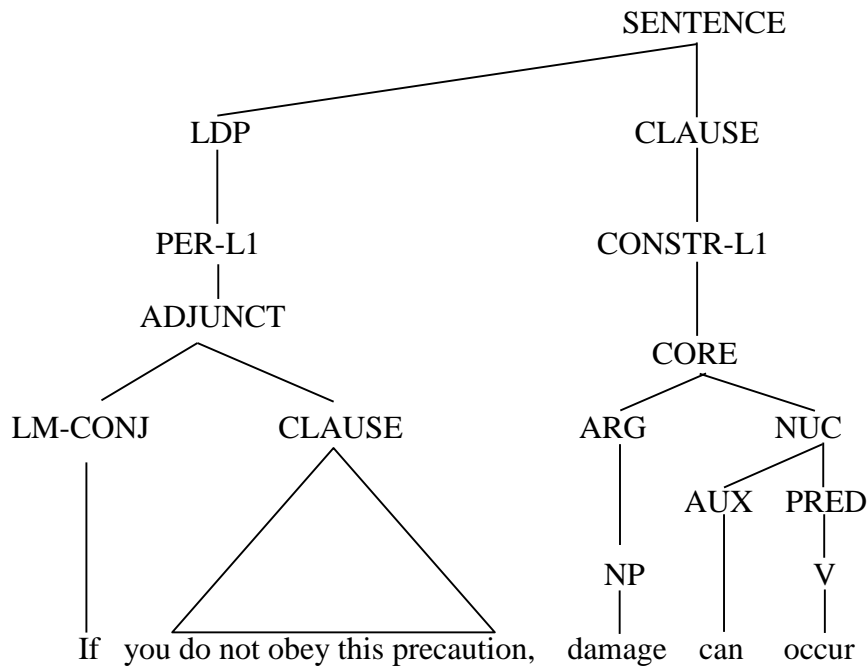 SENTENCE
LDP CLAUSE
PER-L1 CONSTR-L1
ADJUNCT
CORE
LM-CONJ CLAUSE ARG NUC
AUX PRED
NP V
If you do not obey this precaution, damage can occur